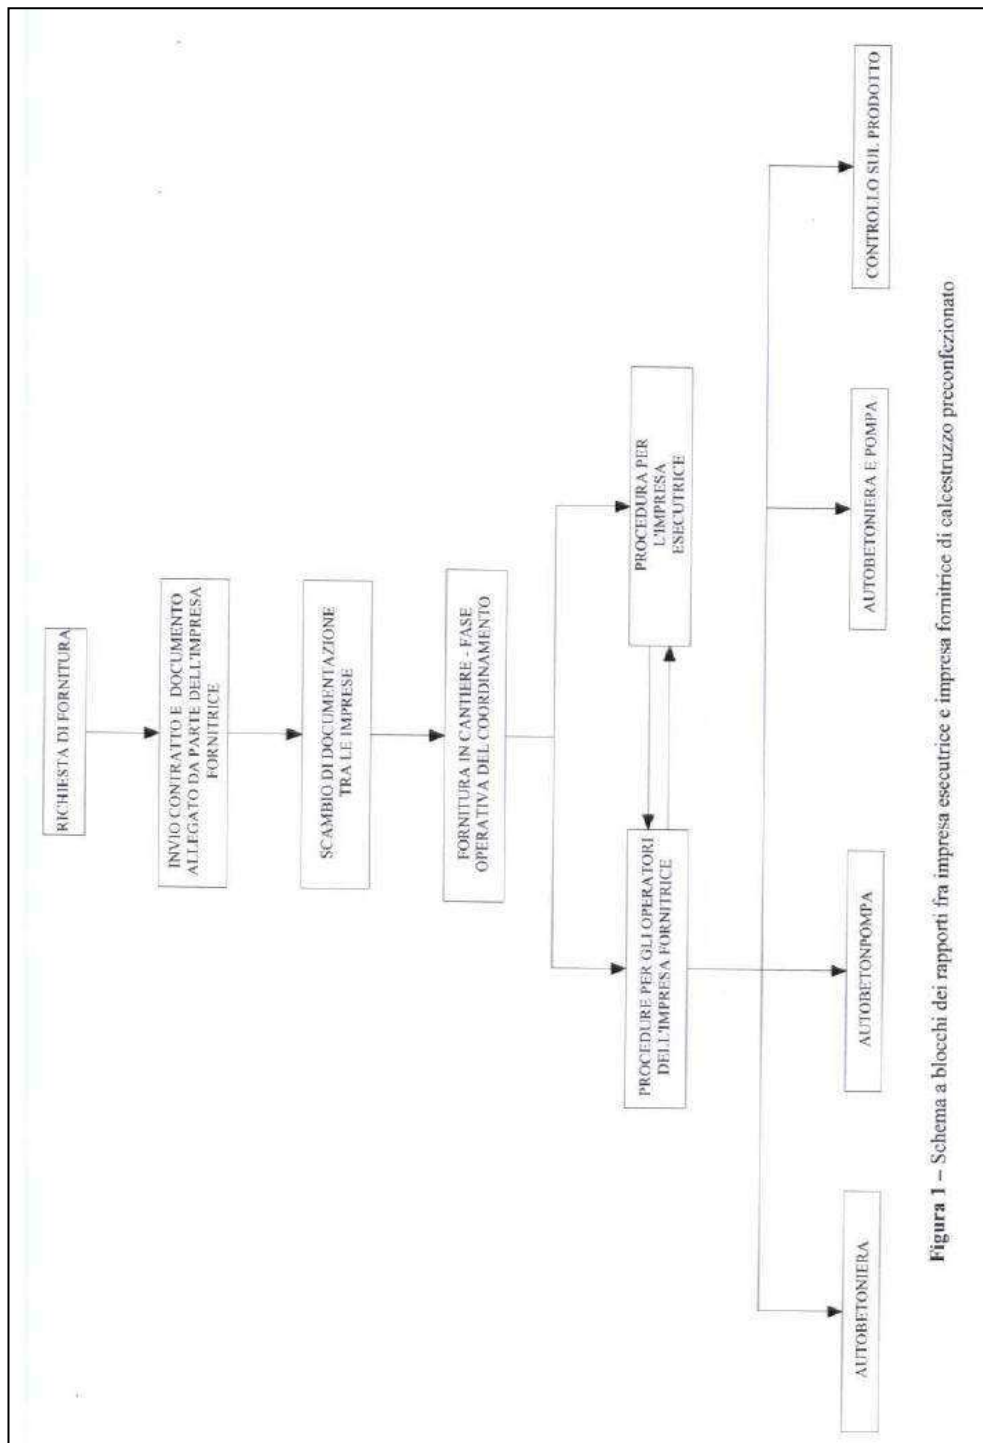 RICHIESTA DI FORNITURA
INVIO CONTRATTO E DOCUMENTO
ALLEGATO DA PARTE DELL'IMPRESA
FORNITRICE
SCAMBIO DI DOCUMENTAZIONE
TRA LE IMPRESE
FORNITURA IN CANTIERE - FASE
OPERATIVA DEL COORDINAMENTO
PROCEDURE PER GLI OPERATORI
DELL'IMPRESA FORNITRICE
PROCEDURA PER
L'IMPRESA
ESECUTRICE
AUTOBETONIERA
AUTOBETONPOMPA
AUTOBETONIERA E POMPA
CONTROLLO SUL PRODOTTO
Figura 1 – Schema a blocchi dei rapporti fra impresa esecutrice e impresa fornitrice di calcestruzzo preconfezionato